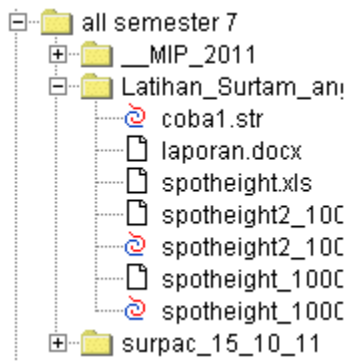 all semester 7
__MIP_2011
Latihan_Surtam_an
coba1.str
laporan.docx
spotheight.xls
spotheight2_100
spotheight2_100
spotheight_1000
spotheight_1000
surpac_15_10_11